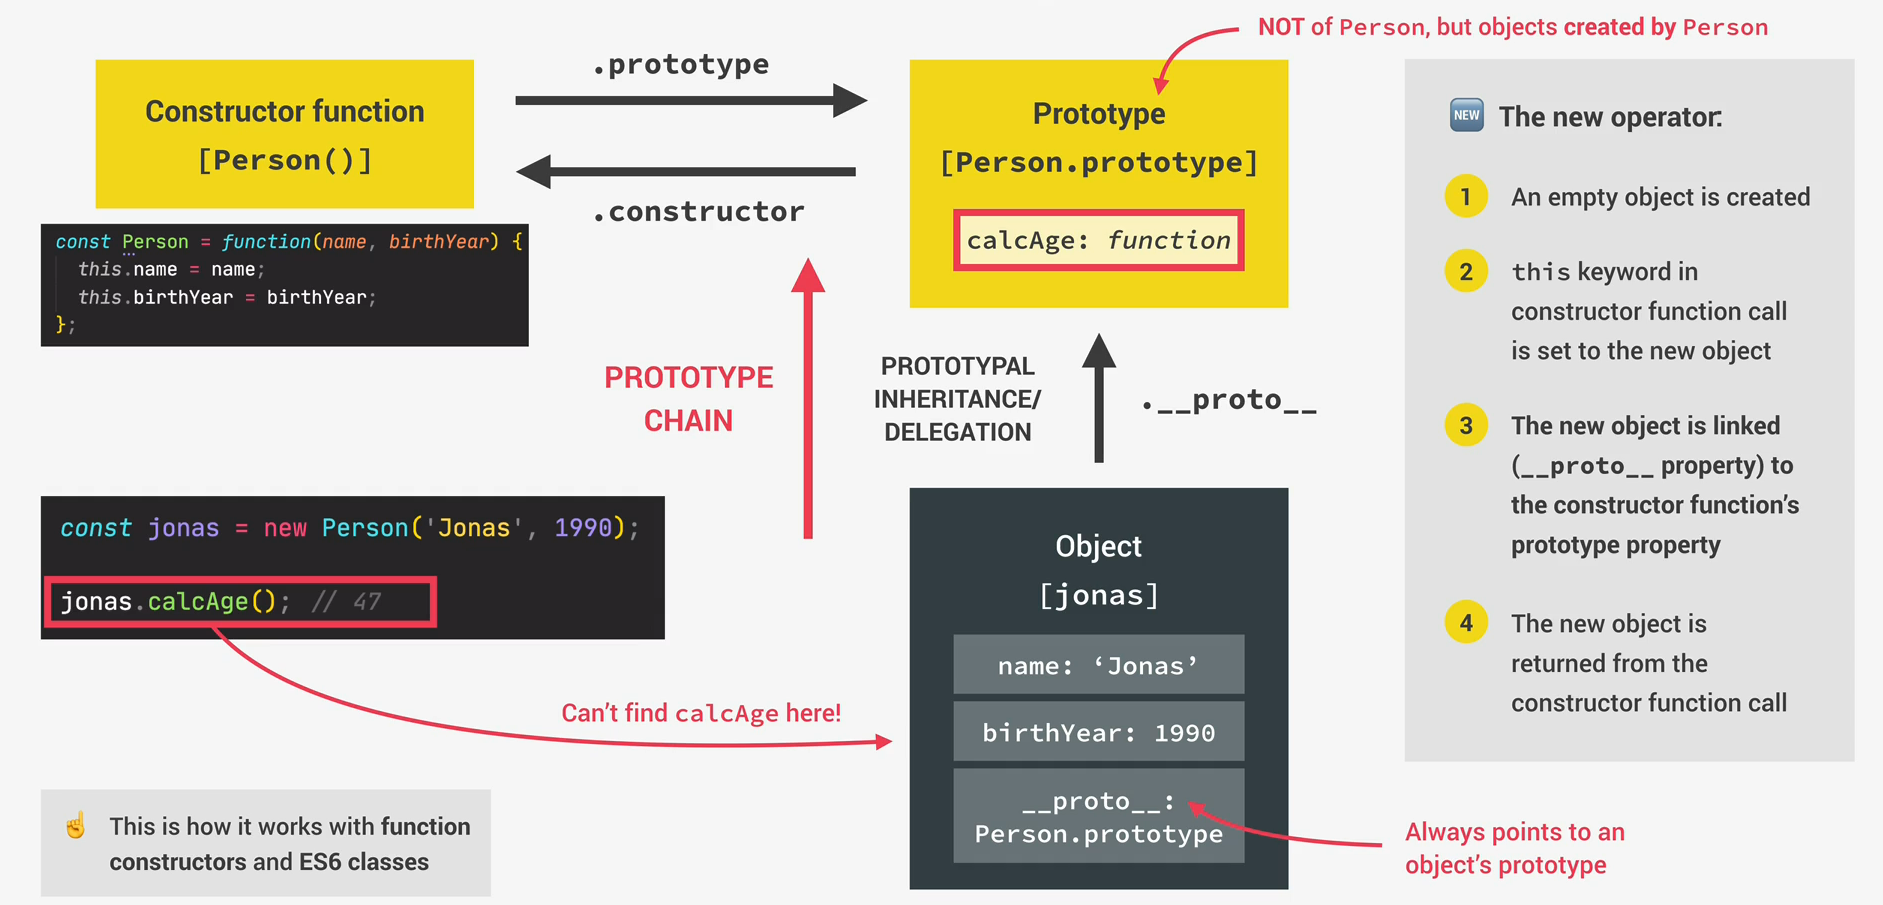 NOT of Person, but objects created by Person
Constructor function
[Person()]
.prototype
.constructor
Prototype
[Person.prototype]
calcAge: function
const Person = function(name, birthYear) {
this.name = name;
this.birthYear = birthYear;
};
PROTOTYPE
CHAIN
PROTOTYPAL
INHERITANCE/
DELEGATION
.__proto__
const jonas = new Person('Jonas', 1990);
jonas.calcAge(); // 47
Can’t find calcAge here!
Object
[jonas]
name: ‘Jonas’
birthYear: 1990
__proto__:
Person.prototype
Always points to an
object’s prototype
☝ This is how it works with function
constructors and ES6 classes
NEW The new operator:
1 An empty object is created
2 this keyword in
constructor function call
is set to the new object
3 The new object is linked
(__proto__ property) to
the constructor function’s
prototype property
4 The new object is
returned from the
constructor function call